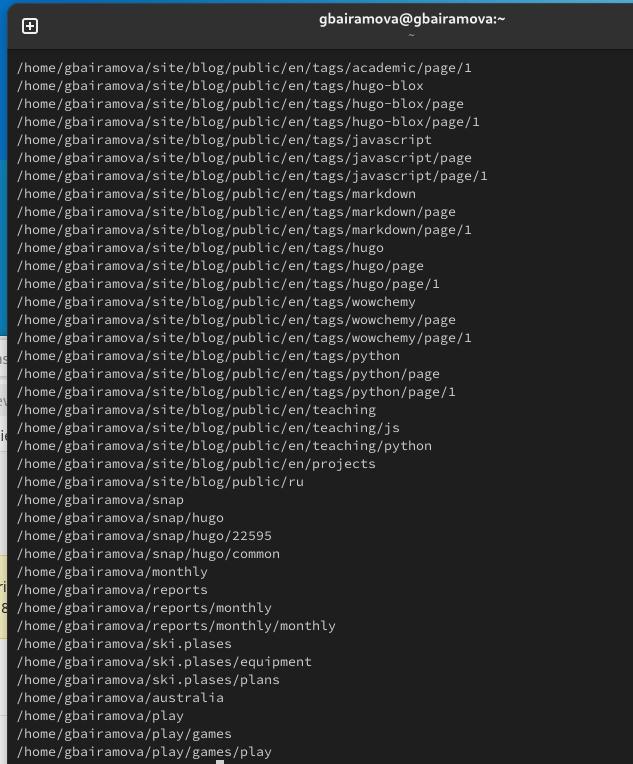 gbairamova@gbairamova:~
~
/home/gbairamova/site/blog/public/en/tags/academic/page/1
/home/gbairamova/site/blog/public/en/tags/hugo-blox
/home/gbairamova/site/blog/public/en/tags/hugo-blox/page
/home/gbairamova/site/blog/public/en/tags/hugo-blox/page/1
/home/gbairamova/site/blog/public/en/tags/javascript
/home/gbairamova/site/blog/public/en/tags/javascript/page
/home/gbairamova/site/blog/public/en/tags/javascript/page/1
/home/gbairamova/site/blog/public/en/tags/markdown
/home/gbairamova/site/blog/public/en/tags/markdown/page
/home/gbairamova/site/blog/public/en/tags/markdown/page/1
/home/gbairamova/site/blog/public/en/tags/hugo
/home/gbairamova/site/blog/public/en/tags/hugo/page
/home/gbairamova/site/blog/public/en/tags/hugo/page/1
/home/gbairamova/site/blog/public/en/tags/wowchemy
/home/gbairamova/site/blog/public/en/tags/wowchemy/page
/home/gbairamova/site/blog/public/en/tags/wowchemy/page/1
/home/gbairamova/site/blog/public/en/tags/python
/home/gbairamova/site/blog/public/en/tags/python/page
/home/gbairamova/site/blog/public/en/tags/python/page/1
/home/gbairamova/site/blog/public/en/teaching
/home/gbairamova/site/blog/public/en/teaching/js
/home/gbairamova/site/blog/public/en/teaching/python
/home/gbairamova/site/blog/public/en/projects
/home/gbairamova/site/blog/public/ru
/home/gbairamova/snap
/home/gbairamova/snap/hugo
/home/gbairamova/snap/hugo/22595
/home/gbairamova/snap/hugo/common
/home/gbairamova/monthly
/home/gbairamova/reports
/home/gbairamova/reports/monthly
/home/gbairamova/reports/monthly/monthly
/home/gbairamova/ski.plases
/home/gbairamova/ski.plases/equipment
/home/gbairamova/ski.plases/plans
/home/gbairamova/australia
/home/gbairamova/play
/home/gbairamova/play/games
/home/gbairamova/play/games/play